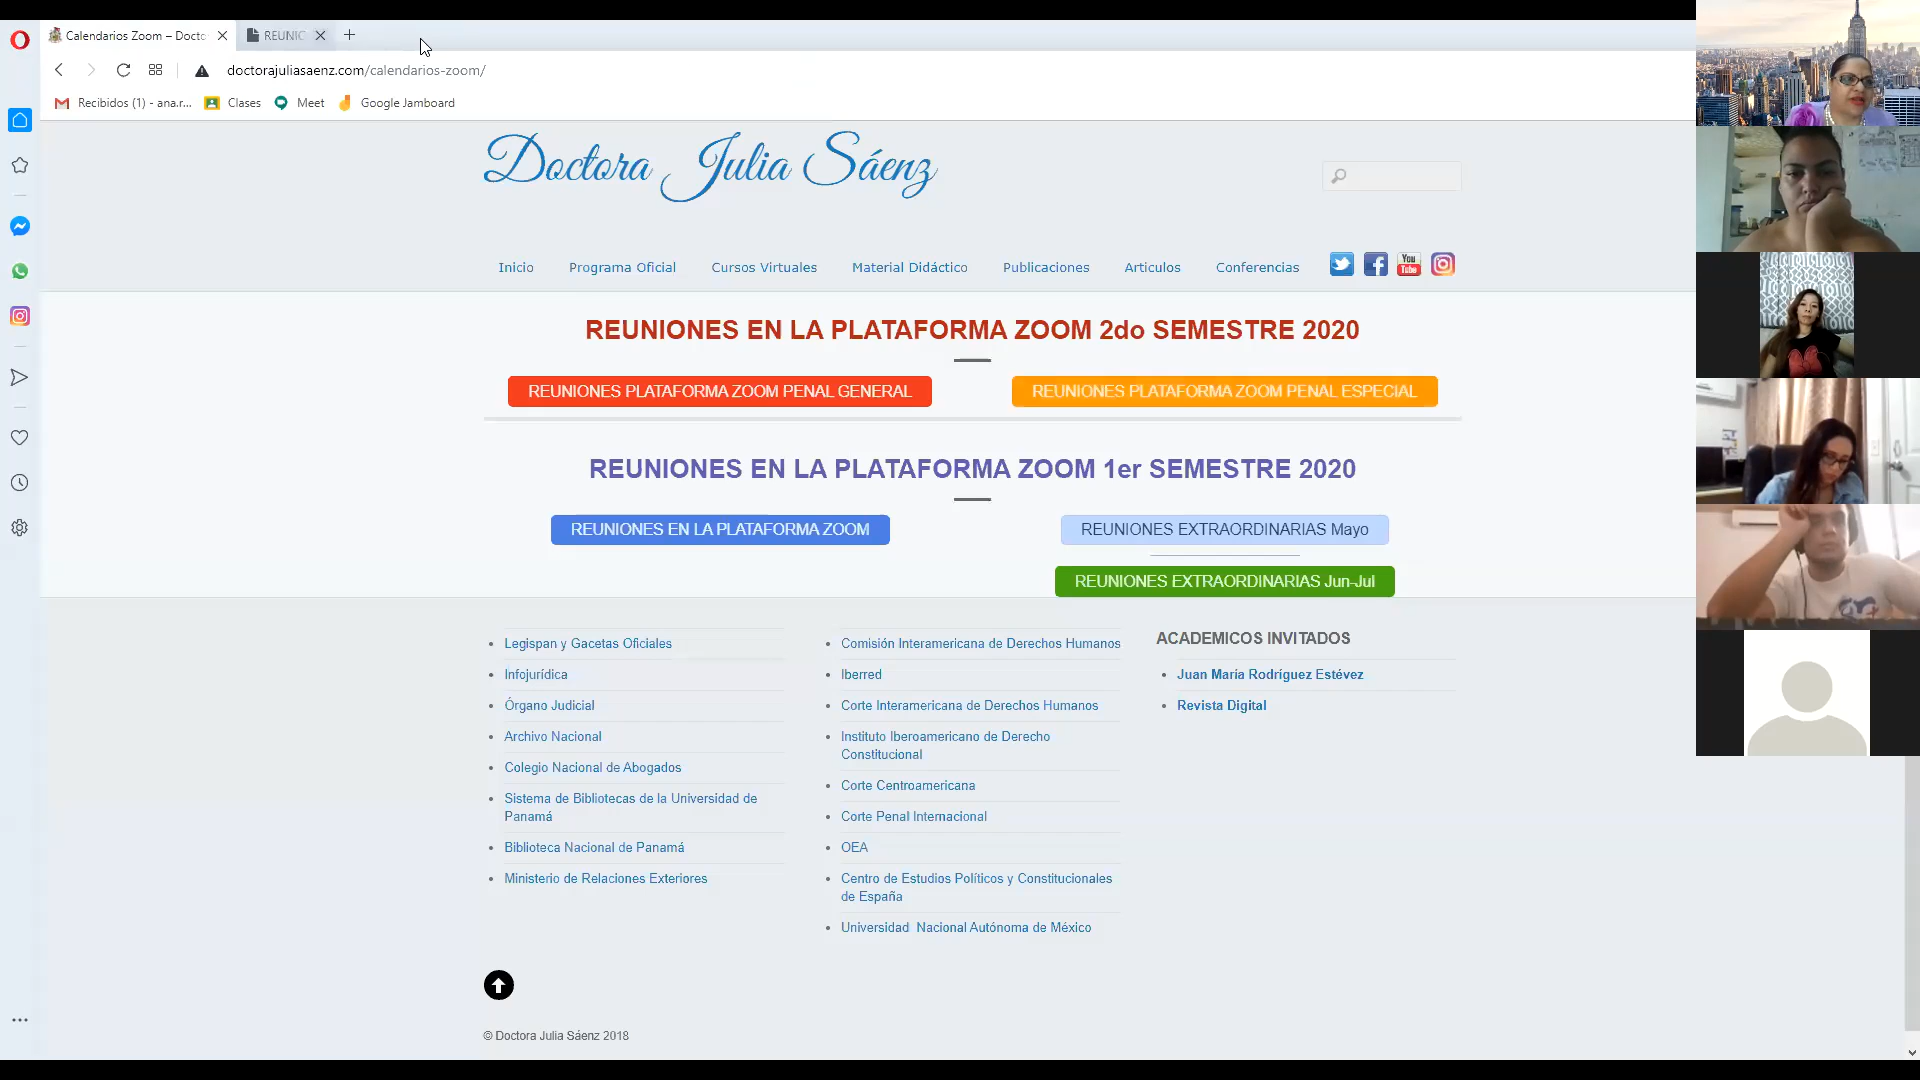 Calendarios Zoom – Docto
REUNIC
doctorajuliasaenz.com/calendarios-zoom/
Recibidos (1) - ana.r... Clases Meet Google Jamboard
Doctora Julia Sáenz
Inicio Programa Oficial Cursos Virtuales Material Didáctico Publicaciones Articulos Conferencias You Tube
REUNIONES EN LA PLATAFORMA ZOOM 2do SEMESTRE 2020
REUNIONES PLATAFORMA ZOOM PENAL GENERAL REUNIONES PLATAFORMA ZOOM PENAL ESPECIAL
REUNIONES EN LA PLATAFORMA ZOOM 1er SEMESTRE 2020
REUNIONES EN LA PLATAFORMA ZOOM REUNIONES EXTRAORDINARIAS Mayo
REUNIONES EXTRAORDINARIAS Jun-Jul
Legispan y Gacetas Oficiales
Infojurídica
Órgano Judicial
Archivo Nacional
Colegio Nacional de Abogados
Sistema de Bibliotecas de la Universidad de
Panamá
Biblioteca Nacional de Panamá
Ministerio de Relaciones Exteriores
Comisión Interamericana de Derechos Humanos
Iberred
Corte Interamericana de Derechos Humanos
Instituto Iberoamericano de Derecho
Constitucional
Corte Centroamericana
Corte Penal Internacional
OEA
Centro de Estudios Políticos y Constitucionales
de España
Universidad Nacional Autónoma de México
ACADEMICOS INVITADOS
Juan María Rodríguez Estévez
Revista Digital
© Doctora Julia Sáenz 2018